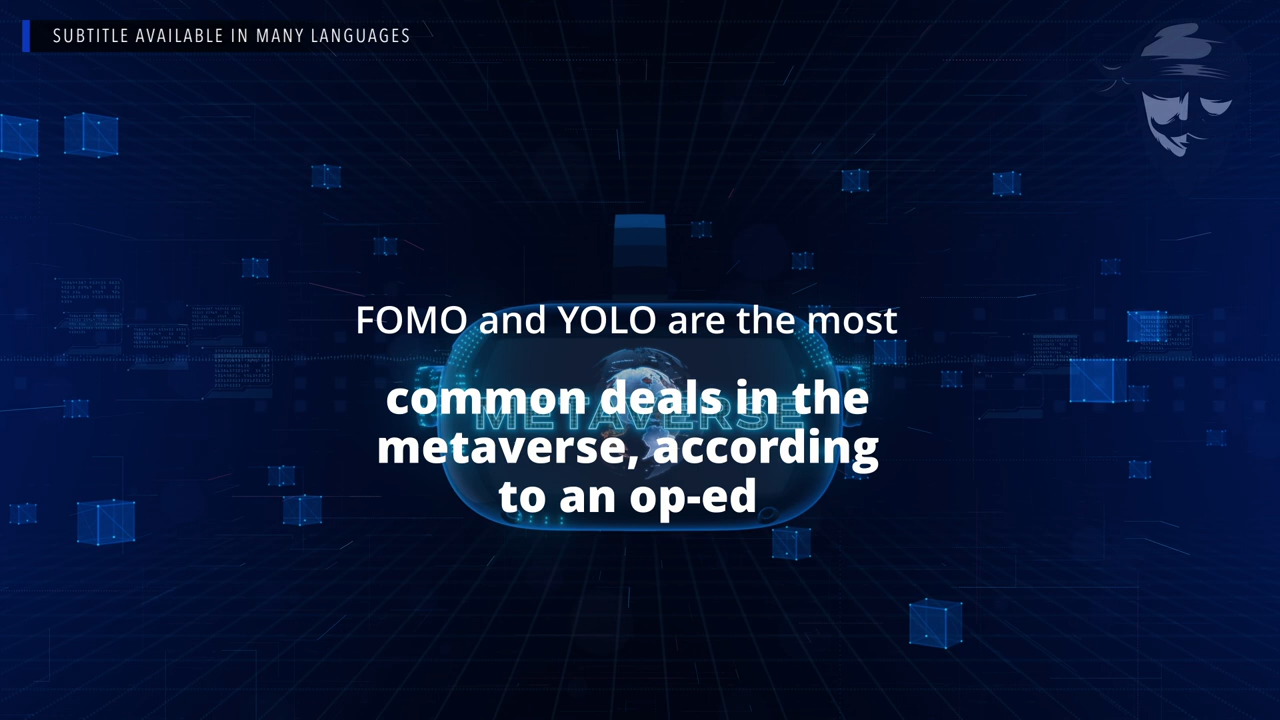 SUBTITLE AVAILABLE IN MANY LANGUAGES
FOMO and YOLO are the most
common deals in the
METAVERSE
metaverse, according
to an op-ed